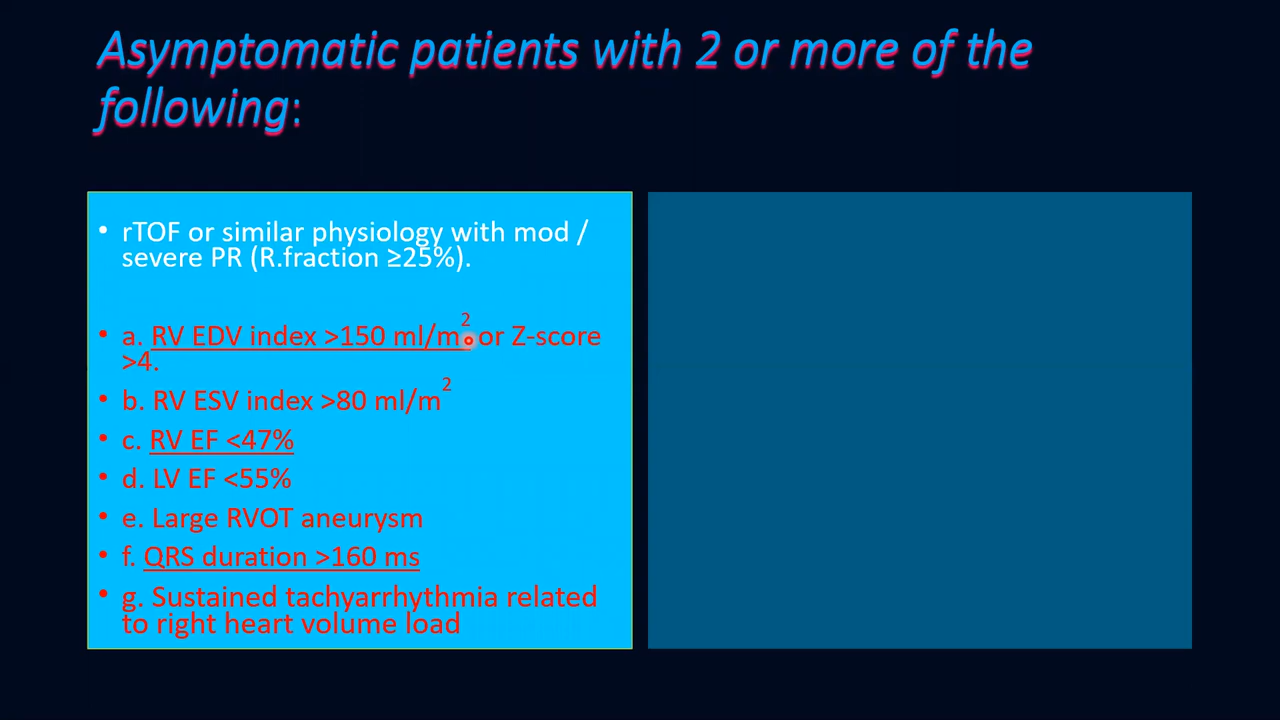 Asymptomatic patients with 2 or more of the
following:
• rTOF or similar physiology with mod /
severe PR (R.fraction ≥25%).
• a. RV EDV index >150 ml/m² or Z-score
>4.
• b. RV ESV index >80 ml/m²
• c. RV EF <47%
• d. LV EF <55%
• e. Large RVOT aneurysm
• f. QRS duration >160 ms
• g. Sustained tachyarrhythmia related
to right heart volume load